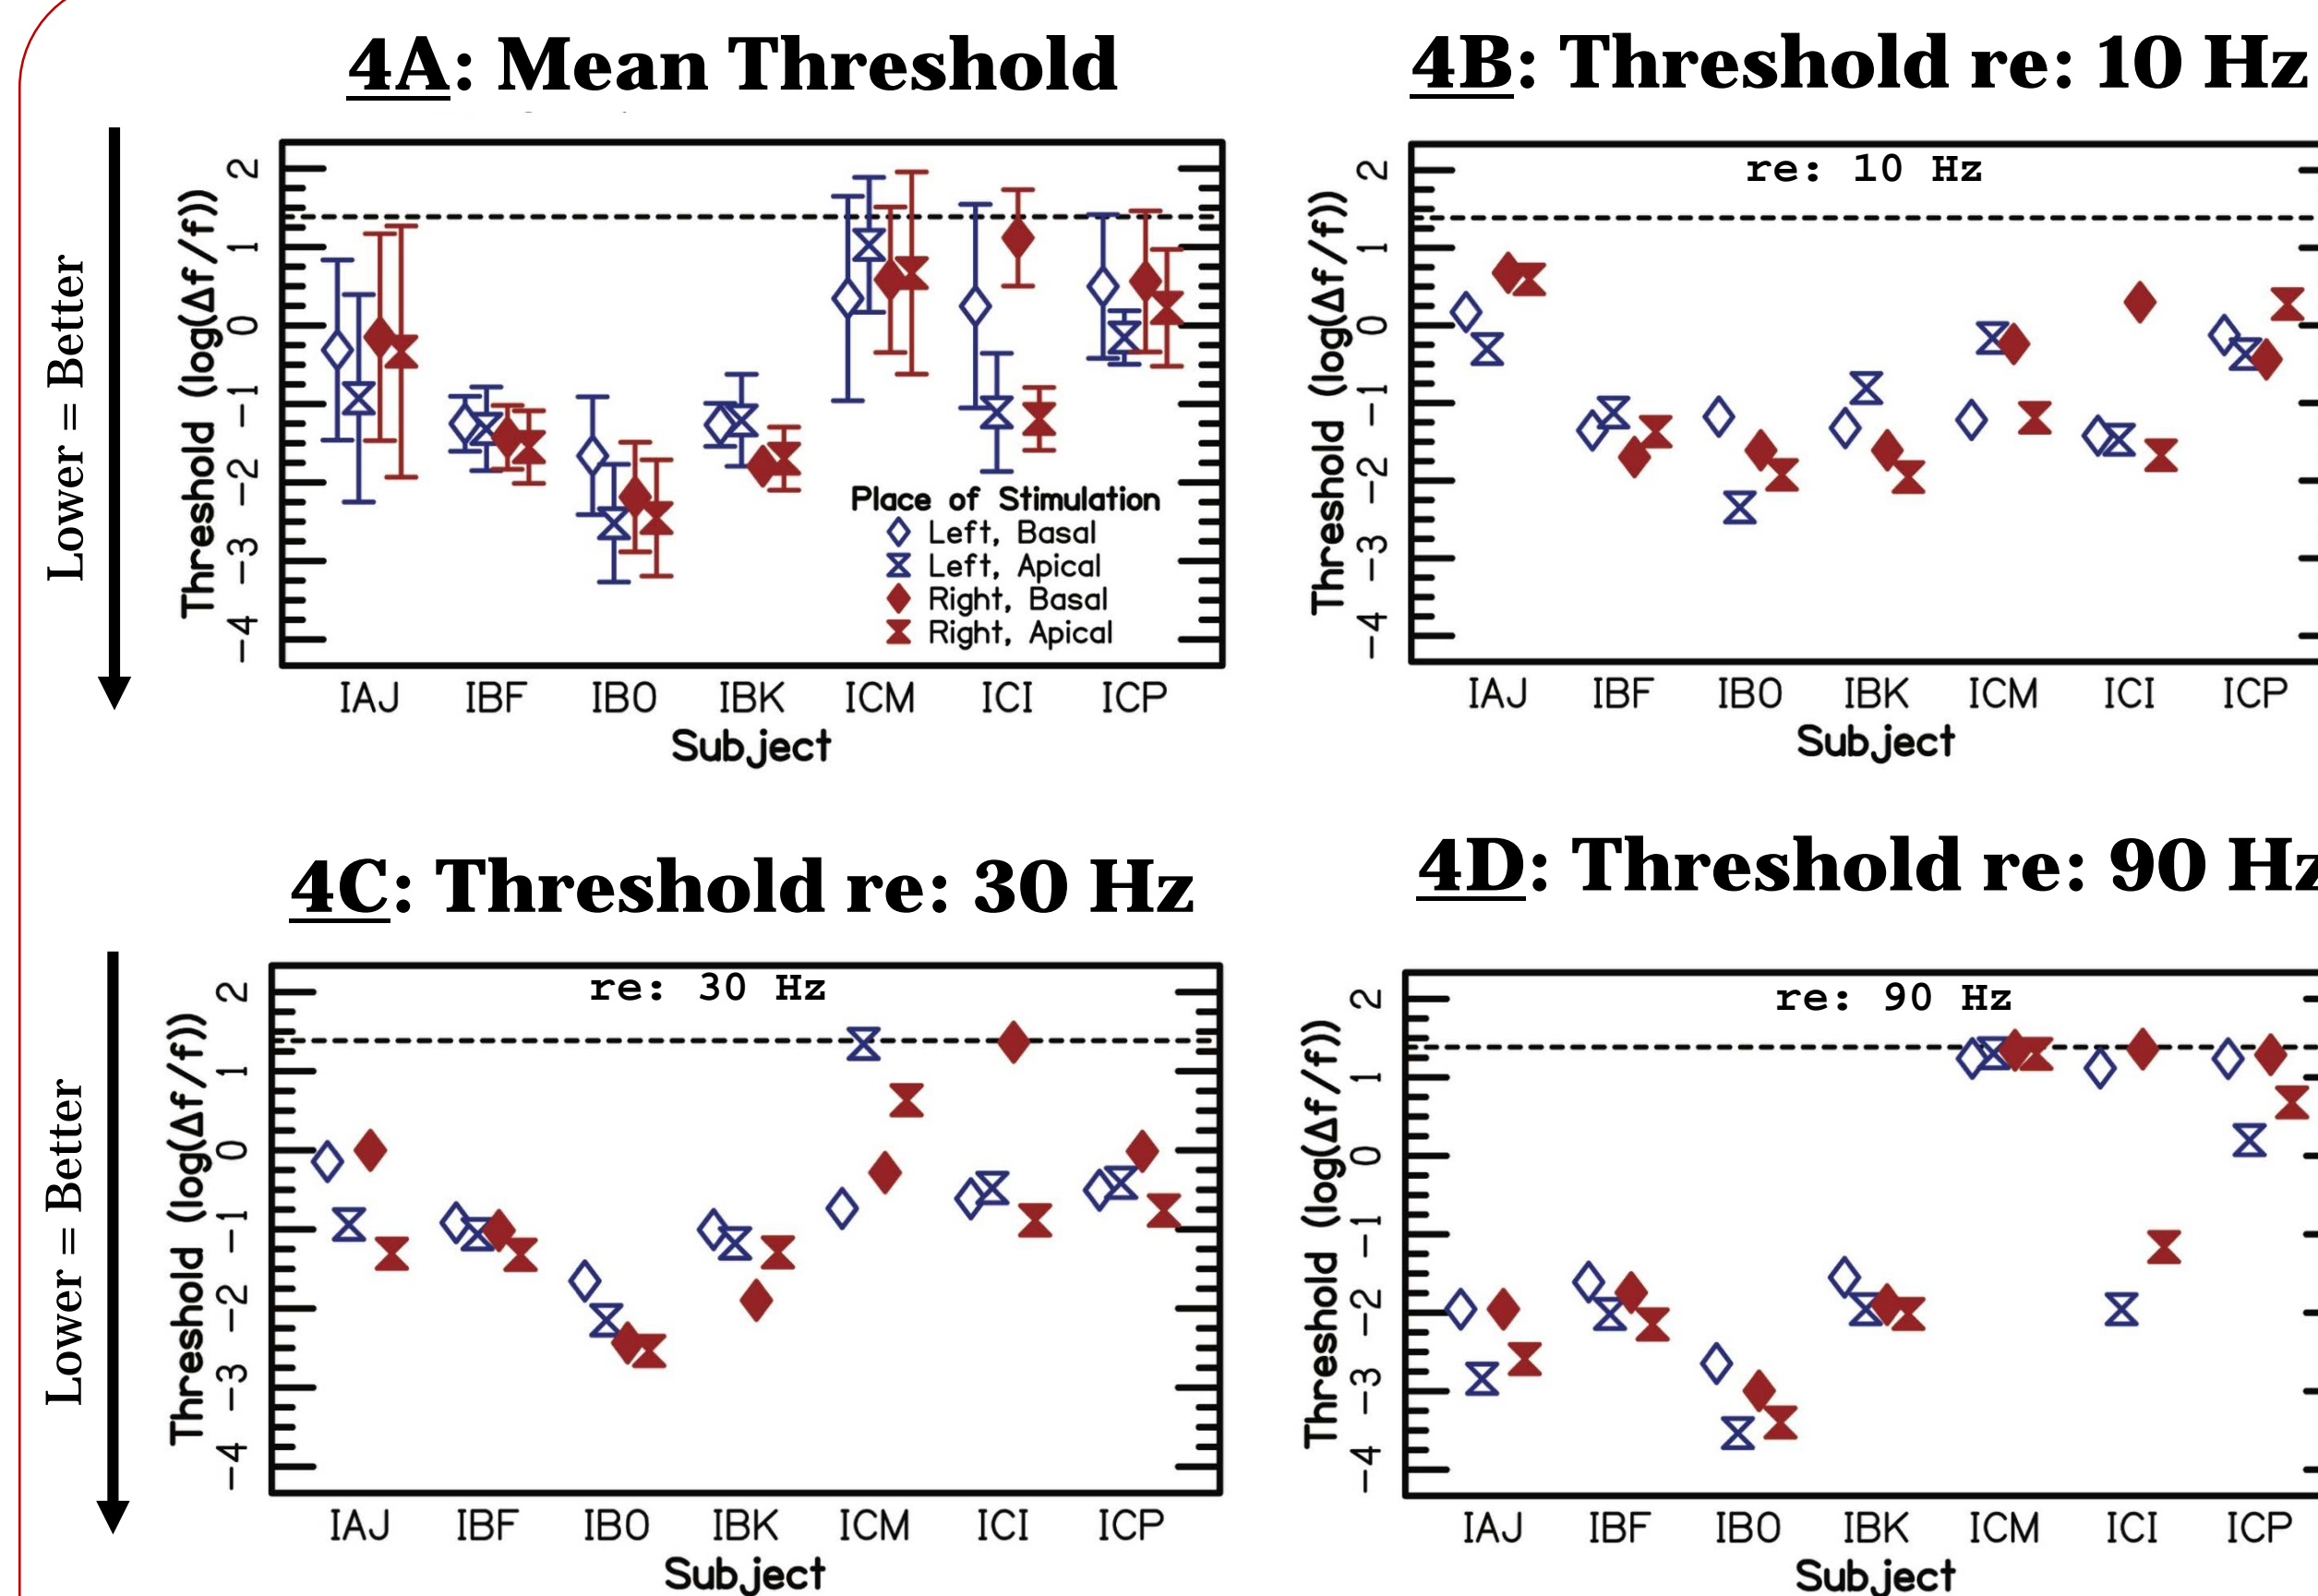 4A: Mean Threshold
Lower = Better
Threshold (log(Δf/f))
2
1
0
−1
−2
−3
−4
Place of Stimulation
Left, Basal
Left, Apical
Right, Basal
Right, Apical
IAJ IBF IBO IBK ICM ICI ICP
Subject
4B: Threshold re: 10 Hz
re: 10 Hz
Threshold (log(Δf/f))
2
1
0
−1
−2
−3
−4
IAJ IBF IBO IBK ICM ICI ICP
Subject
4C: Threshold re: 30 Hz
Lower = Better
re: 30 Hz
Threshold (log(Δf/f))
2
1
0
−1
−2
−3
−4
IAJ IBF IBO IBK ICM ICI ICP
Subject
4D: Threshold re: 90 Hz
re: 90 Hz
Threshold (log(Δf/f))
2
1
0
−1
−2
−3
−4
IAJ IBF IBO IBK ICM ICI ICP
Subject